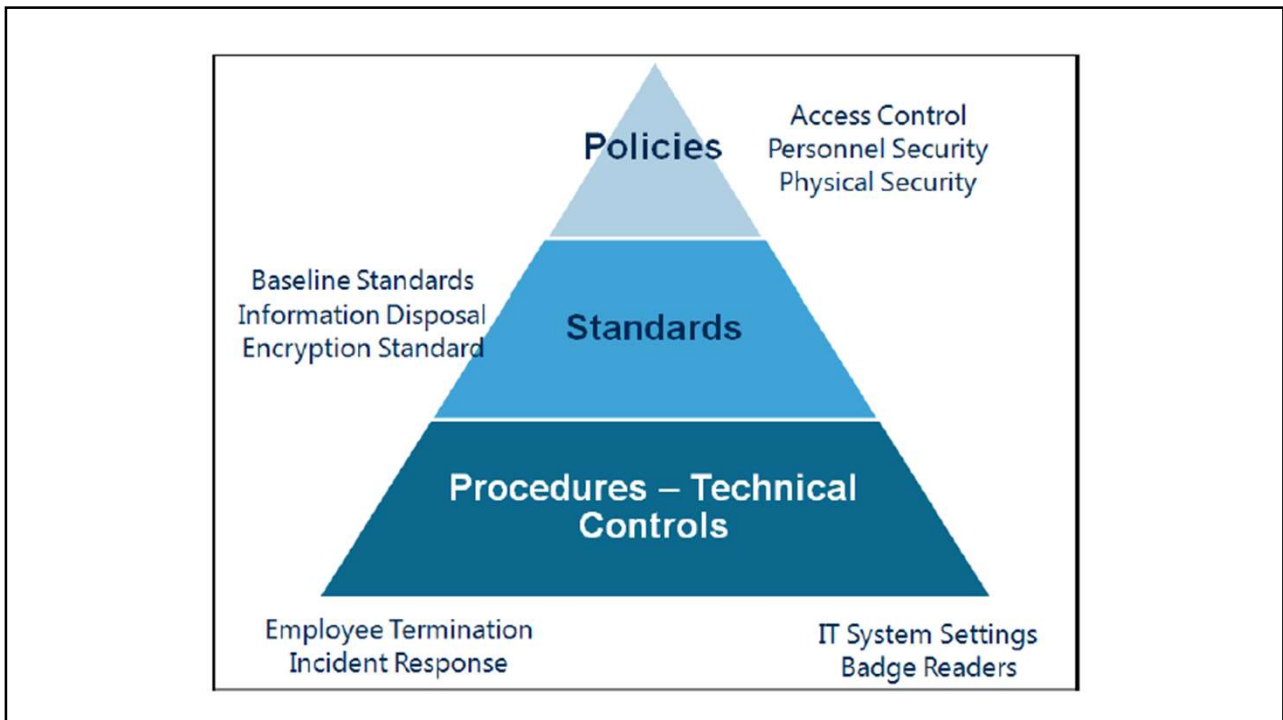 Policies
Access Control
Personnel Security
Physical Security
Baseline Standards
Information Disposal
Encryption Standard
Standards
Procedures – Technical
Controls
Employee Termination
Incident Response
IT System Settings
Badge Readers